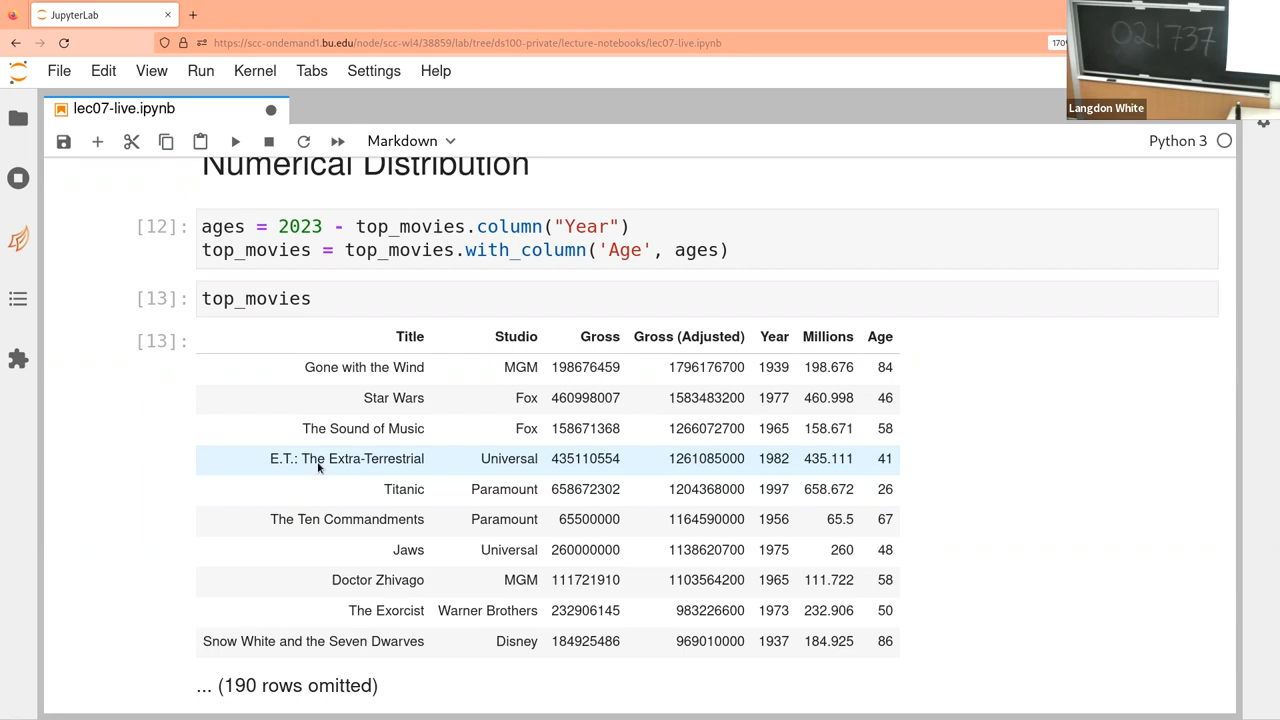 JupyterLab
https://scc-ondemand1.bu.edu/node/scc-wl4/38859/lab/tree/ds100-private/lecture-notebooks/lec07-live.ipynb
170
021737
Langdon White
File Edit View Run Kernel Tabs Settings Help
lec07-live.ipynb
Markdown
Python 3
Numerical Distribution
[12]: ages = 2023 - top_movies.column("Year")
top_movies = top_movies.with_column('Age', ages)
[13]: top_movies
[13]: Title Studio Gross Gross (Adjusted) Year Millions Age
Gone with the Wind MGM 198676459 1796176700 1939 198.676 84
Star Wars Fox 460998007 1583483200 1977 460.998 46
The Sound of Music Fox 158671368 1266072700 1965 158.671 58
E.T.: The Extra-Terrestrial Universal 435110554 1261085000 1982 435.111 41
Titanic Paramount 658672302 1204368000 1997 658.672 26
The Ten Commandments Paramount 65500000 1164590000 1956 65.5 67
Jaws Universal 260000000 1138620700 1975 260 48
Doctor Zhivago MGM 111721910 1103564200 1965 111.722 58
The Exorcist Warner Brothers 232906145 983226600 1973 232.906 50
Snow White and the Seven Dwarves Disney 184925486 969010000 1937 184.925 86
... (190 rows omitted)